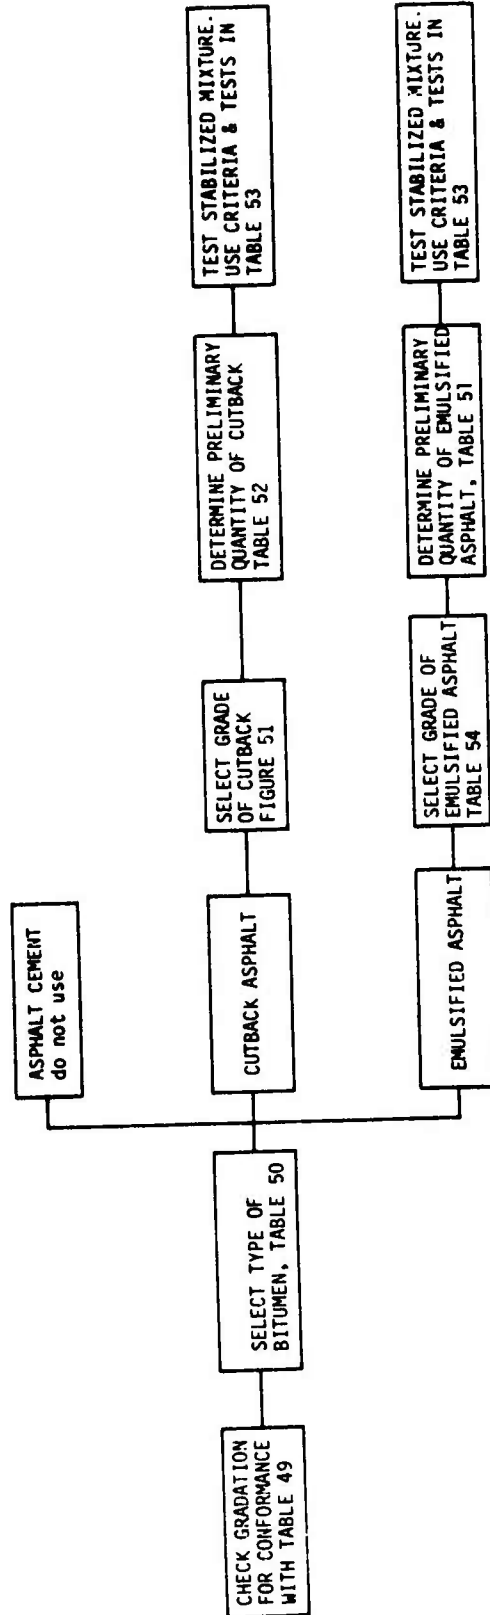 CHECK GRADATION
FOR CONFORMANCE
WITH TABLE 49
SELECT TYPE OF
BITUMEN, TABLE 50
ASPHALT CEMENT
do not use
CUTBACK ASPHALT
SELECT GRADE
OF CUTBACK
FIGURE 51
DETERMINE PRELIMINARY
QUANTITY OF CUTBACK
TABLE 52
TEST STABILIZED MIXTURE.
USE CRITERIA & TESTS IN
TABLE 53
EMULSIFIED ASPHALT
SELECT GRADE OF
EMULSIFIED ASPHALT
TABLE 54
DETERMINE PRELIMINARY
QUANTITY OF EMULSIFIED
ASPHALT, TABLE 51
TEST STABILIZED MIXTURE.
USE CRITERIA & TESTS IN
TABLE 53